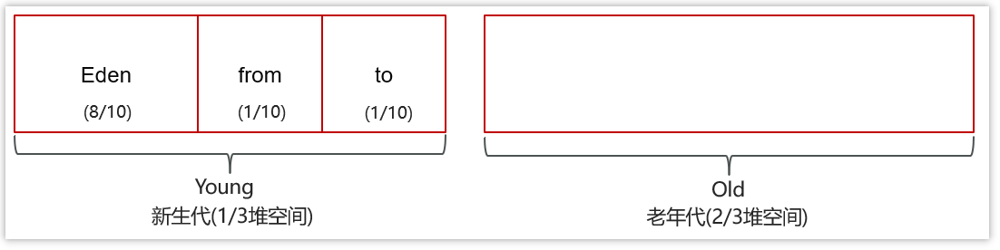 Eden
(8/10)
from
(1/10)
to
(1/10)
Young
新生代(1/3堆空间)
Old
老年代(2/3堆空间)